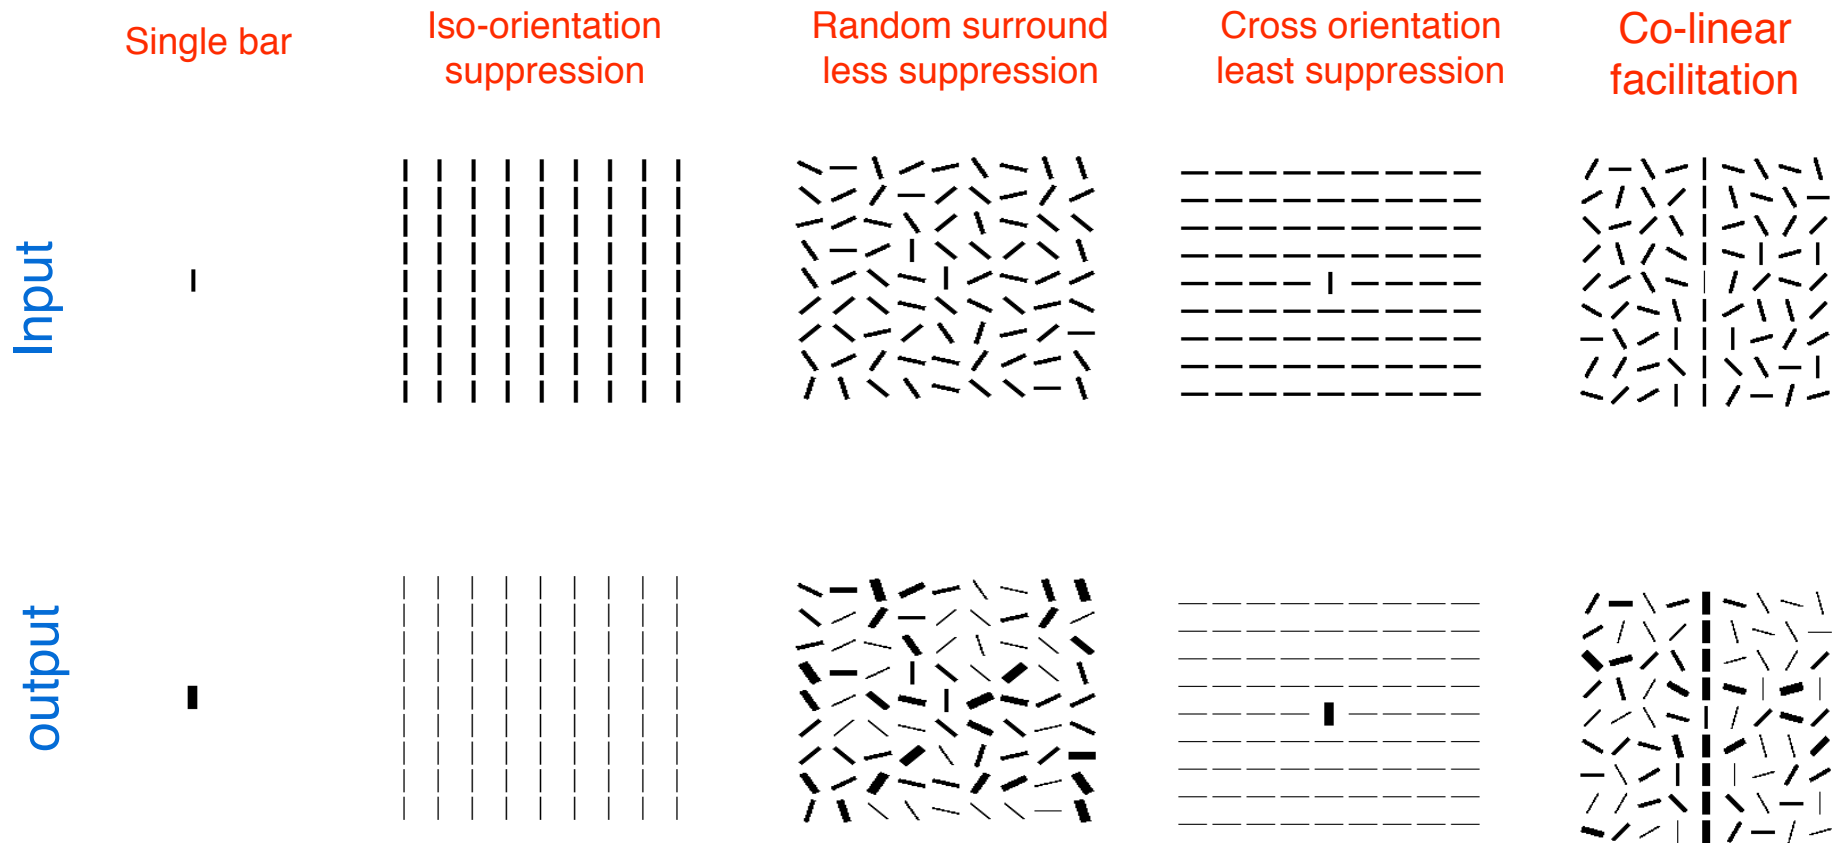 Single bar
Iso-orientation
suppression
Random surround
less suppression
Cross orientation
least suppression
Co-linear
facilitation
Input
output